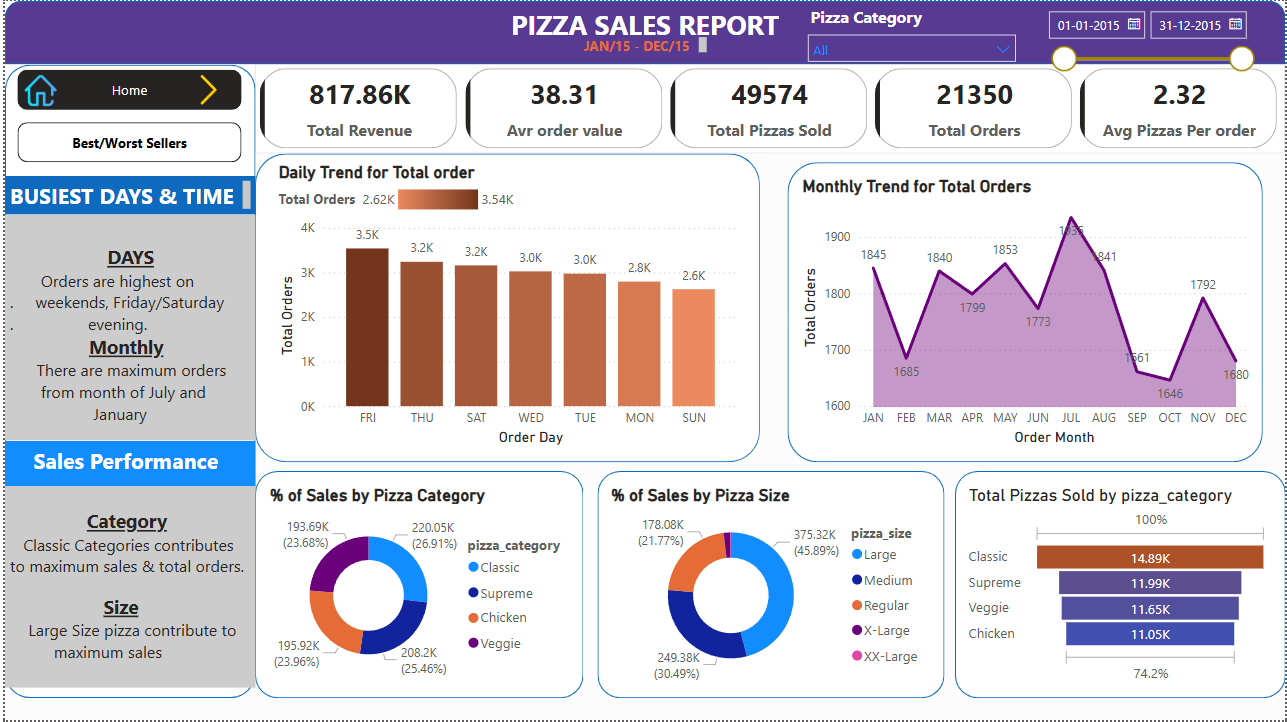 PIZZA SALES REPORT
JAN/15 - DEC/15
Pizza Category
All
01-01-2015
31-12-2015
Home
Best/Worst Sellers
817.86K
Total Revenue
38.31
Avr order value
49574
Total Pizzas Sold
21350
Total Orders
2.32
Avg Pizzas Per order
BUSIEST DAYS & TIME
DAYS
Orders are highest on
. weekends, Friday/Saturday
. evening.
Monthly
There are maximum orders
from month of July and
January
Sales Performance
Category
Classic Categories contributes
to maximum sales & total orders.
Size
Large Size pizza contribute to
maximum sales
Daily Trend for Total order
Total Orders 2.62K 3.54K
4K
3K
2K
1K
0K
Total Orders
3.5K
3.2K
3.2K
3.0K
3.0K
2.8K
2.6K
FRI THU SAT WED TUE MON SUN
Order Day
Monthly Trend for Total Orders
1900
1800
1700
1600
Total Orders
1845
1685
1840
1799
1853
1773
1935
1841
1661
1646
1792
1680
JAN FEB MAR APR MAY JUN JUL AUG SEP OCT NOV DEC
Order Month
% of Sales by Pizza Category
193.69K
(23.68%)
220.05K
(26.91%)
195.92K
(23.96%)
208.2K
(25.46%)
pizza_category
Classic
Supreme
Chicken
Veggie
% of Sales by Pizza Size
178.08K
(21.77%)
375.32K
(45.89%)
249.38K
(30.49%)
pizza_size
Large
Medium
Regular
X-Large
XX-Large
Total Pizzas Sold by pizza_category
100%
Classic 14.89K
Supreme 11.99K
Veggie 11.65K
Chicken 11.05K
74.2%